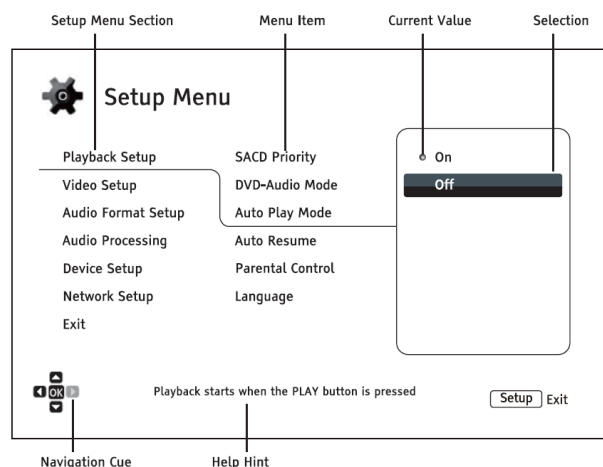 Setup Menu Section Menu Item Current Value Selection
Setup Menu
Playback Setup SACD Priority On
Video Setup DVD-Audio Mode Off
Audio Format Setup Auto Play Mode
Audio Processing Auto Resume
Device Setup Parental Control
Network Setup Language
Exit
OK Playback starts when the PLAY button is pressed Setup Exit
Navigation Cue Help Hint